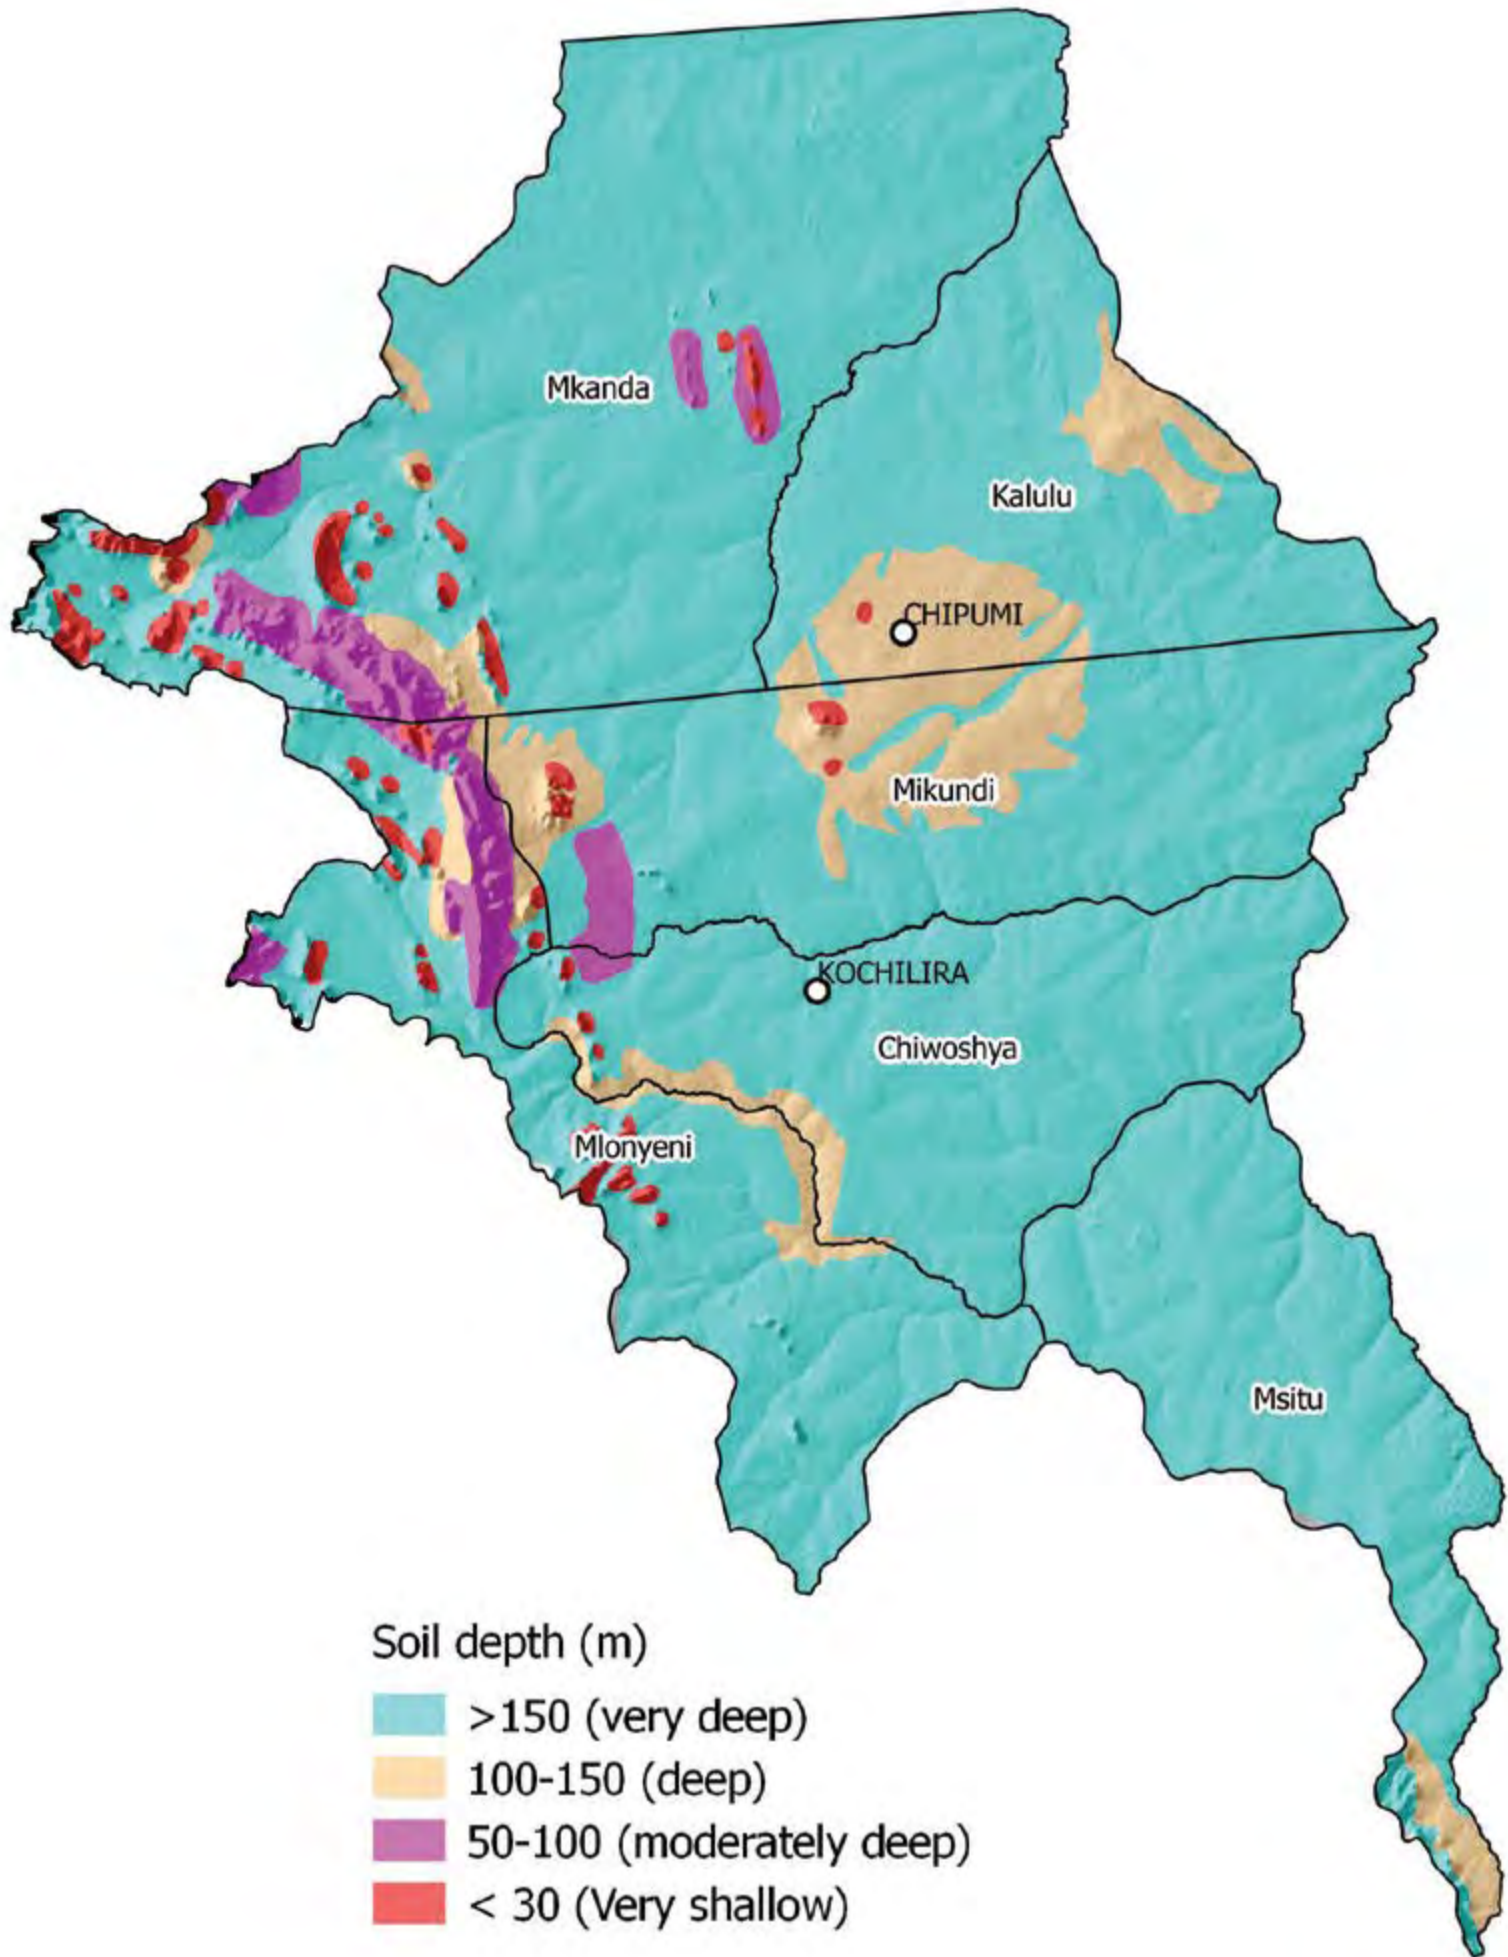 Mkanda
Kalulu
CHIPUMI
Mikundi
KOCHILIRA
Chiwoshya
Mlonyeni
Msitu
Soil depth (m)
>150 (very deep)
100-150 (deep)
50-100 (moderately deep)
< 30 (Very shallow)